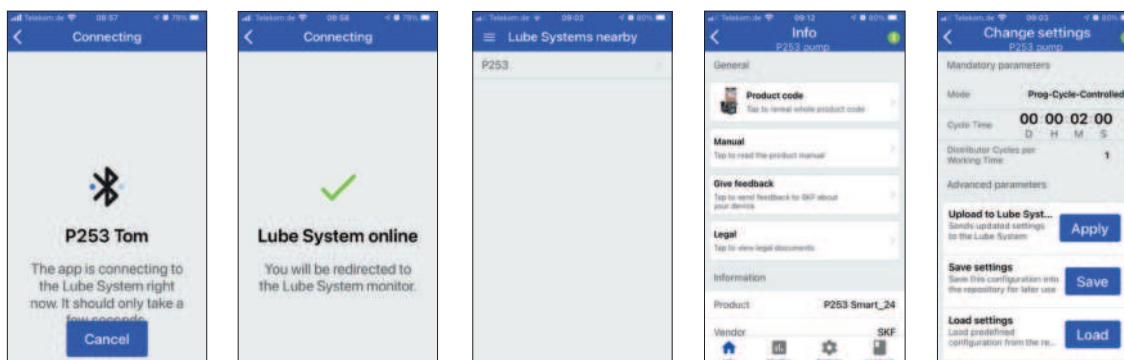 Telekom.de 08:57 79%
Connecting
P253 Tom
The app is connecting to
the Lube System right
now. It should only take a
few seconds
Cancel
Telekom.de 08:58 79%
Connecting
Lube System online
You will be redirected to
the Lube System monitor.
Telekom.de 09:02 80%
Lube Systems nearby
P253
Telekom.de 09:12 80%
Info
P253 pump
General
Product code
Tap to reveal whole product code
Manual
Tap to read the product manual
Give feedback
Tap to send feedback to SKF about
your device
Legal
Tap to view legal documents
Information
Product P253 Smart_24
Vendor SKF
Telekom.de 09:03 80%
Change settings
P253 pump
Mandatory parameters
Mode Prog-Cycle-Controlled
Cycle Time 00 00 02 00
D H M S
Distributor Cycles per
Working Time 1
Advanced parameters
Upload to Lube Syst...
Sends updated settings
to the Lube System
Apply
Save settings
Save this configuration into
the repository for later use
Save
Load settings
Load predefined
configuration from the re...
Load